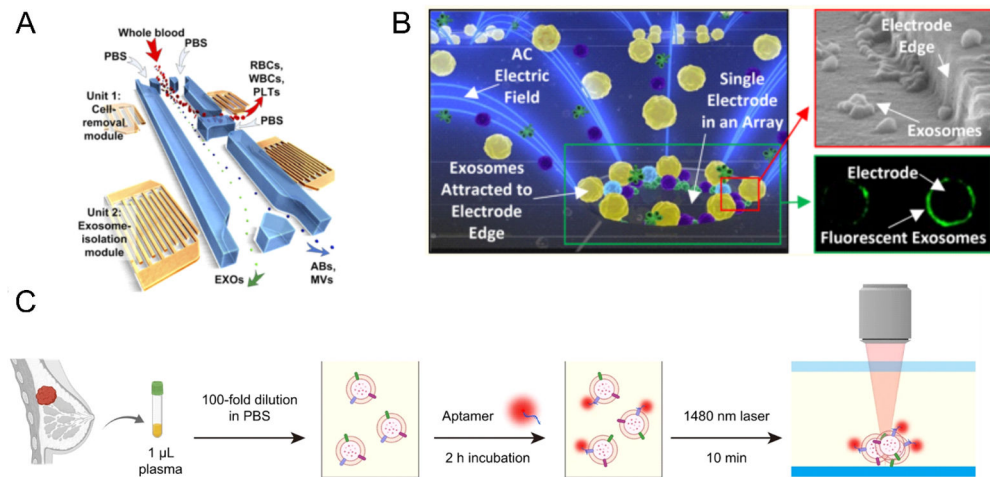 A
Whole blood
PBS
PBS
RBCs,
WBCs,
PLTs
Unit 1:
Cell-
removal
module
PBS
Unit 2:
Exosome-
isolation
module
EXOs
ABs,
MVs
B
AC
Electric
Field
Single
Electrode
in an Array
Exosomes
Attracted to
Electrode
Edge
Electrode
Edge
Exosomes
Electrode
Fluorescent Exosomes
C
1 µL
plasma
100-fold dilution
in PBS
Aptamer
2 h incubation
1480 nm laser
10 min